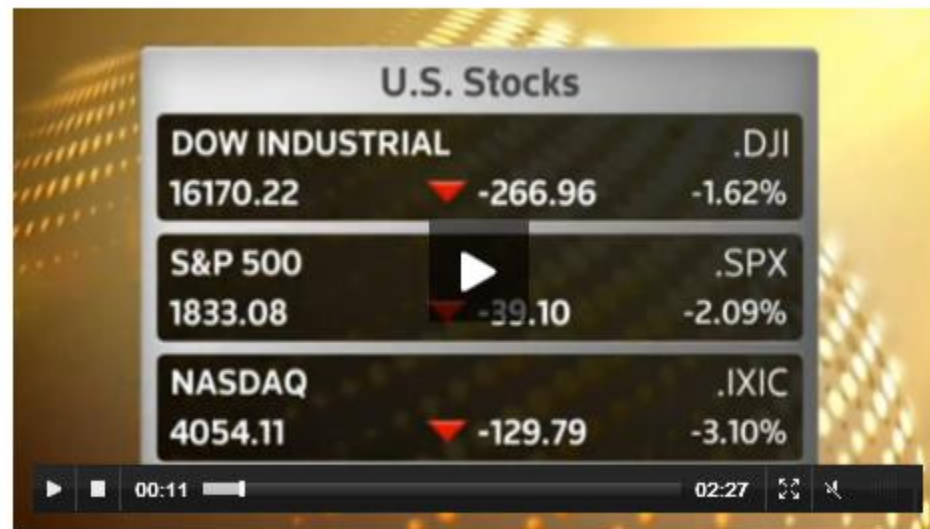 U.S. Stocks
DOW INDUSTRIAL .DJI
16170.22 -266.96 -1.62%
S&P 500 .SPX
1833.08 -39.10 -2.09%
NASDAQ .IXIC
4054.11 -129.79 -3.10%
00:11 02:27